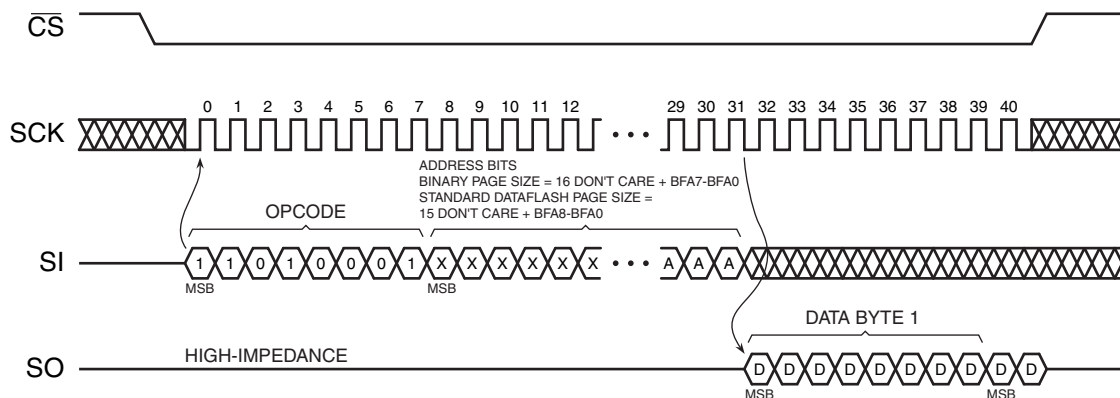 CS
SCK
0 1 2 3 4 5 6 7 8 9 10 11 12 29 30 31 32 33 34 35 36 37 38 39 40
ADDRESS BITS
BINARY PAGE SIZE = 16 DON'T CARE + BFA7-BFA0
STANDARD DATAFLASH PAGE SIZE =
15 DON'T CARE + BFA8-BFA0
OPCODE
SI
1 1 0 1 0 0 0 1 X X X X X X • • • A A A
MSB MSB
DATA BYTE 1
HIGH-IMPEDANCE
SO
D D D D D D D D D D
MSB MSB